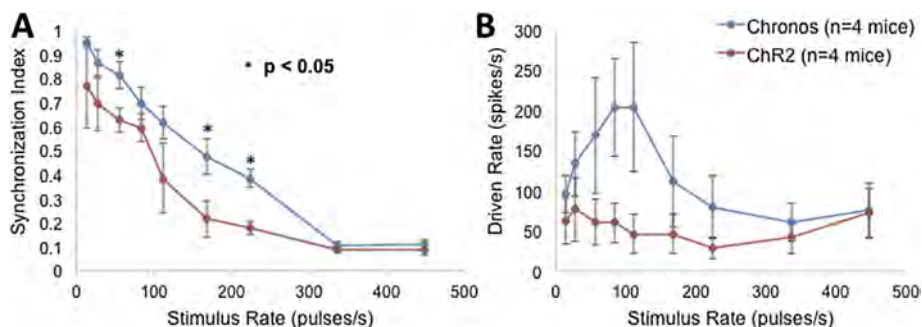 A
Synchronization Index
1
0.9
0.8
0.7
0.6
0.5
0.4
0.3
0.2
0.1
0
* p < 0.05
*
*
*
0 100 200 300 400 500
Stimulus Rate (pulses/s)
B
Driven Rate (spikes/s)
300
250
200
150
100
50
0
Chronos (n=4 mice)
ChR2 (n=4 mice)
0 100 200 300 400 500
Stimulus Rate (pulses/s)